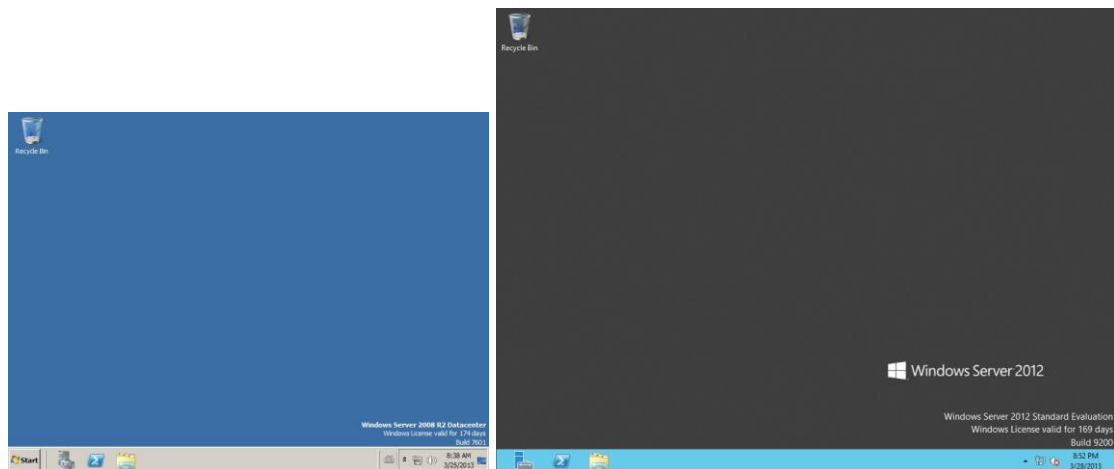 Recycle Bin
Windows Server 2008 R2 Datacenter
Windows License valid for 174 days
Build 7601
Start
8:38 AM
3/25/2013
Recycle Bin
Windows Server 2012
Windows Server 2012 Standard Evaluation
Windows License valid for 169 days
Build 9200
8:52 PM
3/28/2013